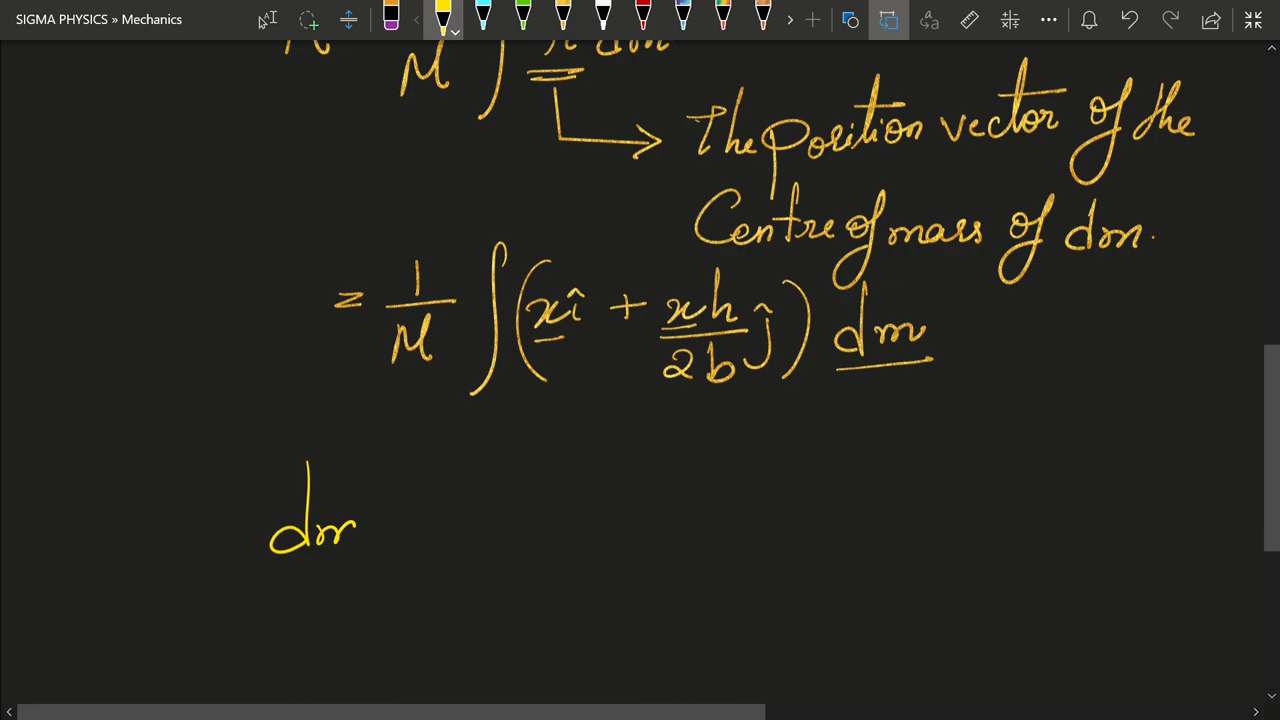 SIGMA PHYSICS » Mechanics
M ∫ dm
The position vector of the
Centre of mass of dm.
= 1/M ∫ (xî + xh/2b ĵ) dm
dm